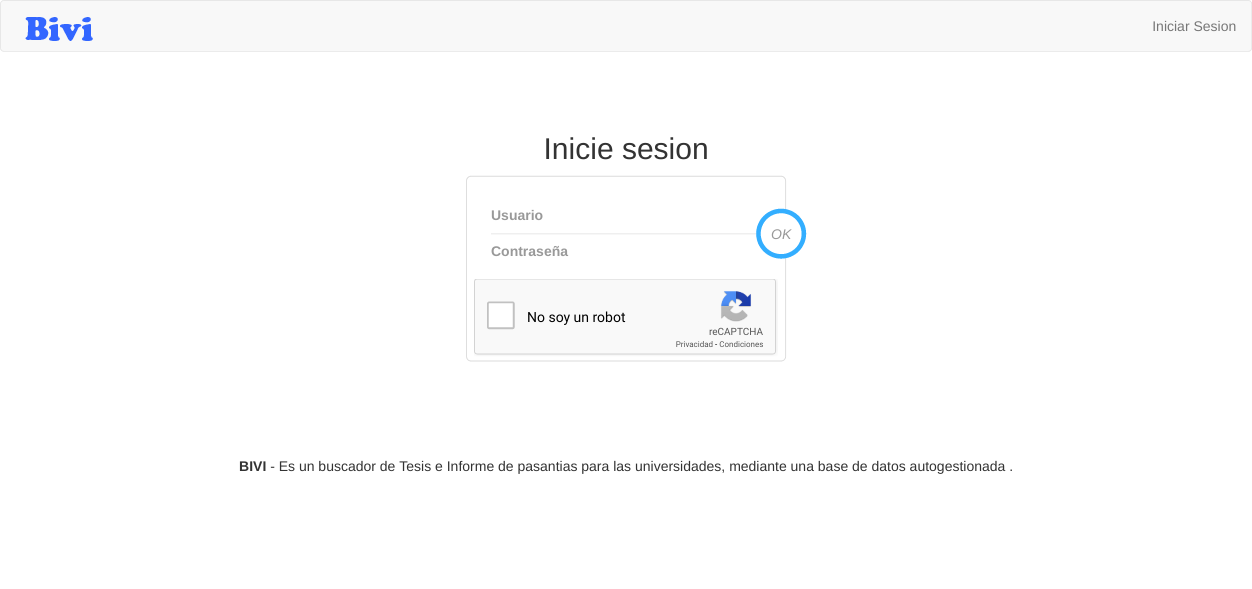 Bivi
Iniciar Sesion
Inicie sesion
Usuario
OK
Contraseña
No soy un robot
reCAPTCHA
Privacidad - Condiciones
BIVI - Es un buscador de Tesis e Informe de pasantias para las universidades, mediante una base de datos autogestionada .